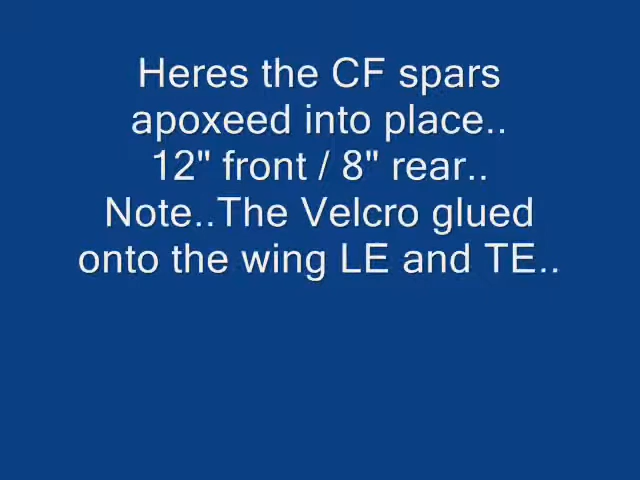 Heres the CF spars
apoxeed into place..
12" front / 8" rear..
Note..The Velcro glued
onto the wing LE and TE..